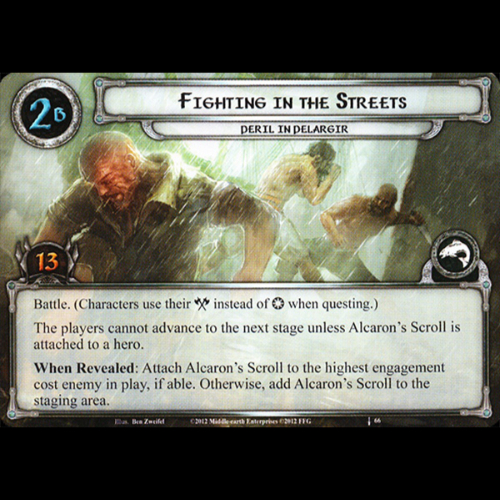 2B
FIGHTING IN THE STREETS
PERIL IN PELARGIR
13
Battle. (Characters use their instead of when questing.)
The players cannot advance to the next stage unless Alcaron's Scroll is
attached to a hero.
When Revealed: Attach Alcaron's Scroll to the highest engagement
cost enemy in play, if able. Otherwise, add Alcaron's Scroll to the
staging area.
Illus. Ben Zweifel ©2012 Middle-earth Enterprises ©2012 FFG 66